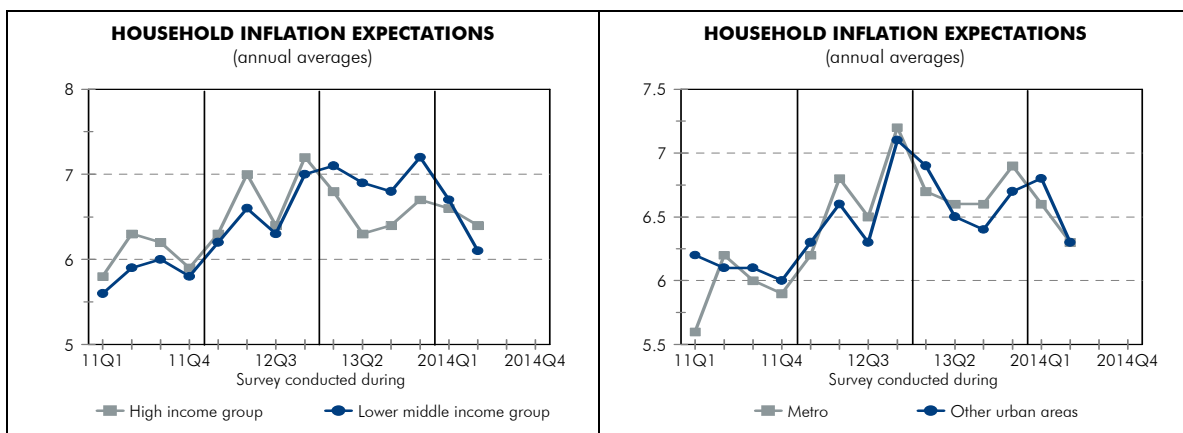 HOUSEHOLD INFLATION EXPECTATIONS
(annual averages)
8
7
6
5
11Q1 11Q4 12Q3 13Q2 2014Q1 2014Q4
Survey conducted during
High income group Lower middle income group
HOUSEHOLD INFLATION EXPECTATIONS
(annual averages)
7.5
7
6.5
6
5.5
11Q1 11Q4 12Q3 13Q2 2014Q1 2014Q4
Survey conducted during
Metro Other urban areas